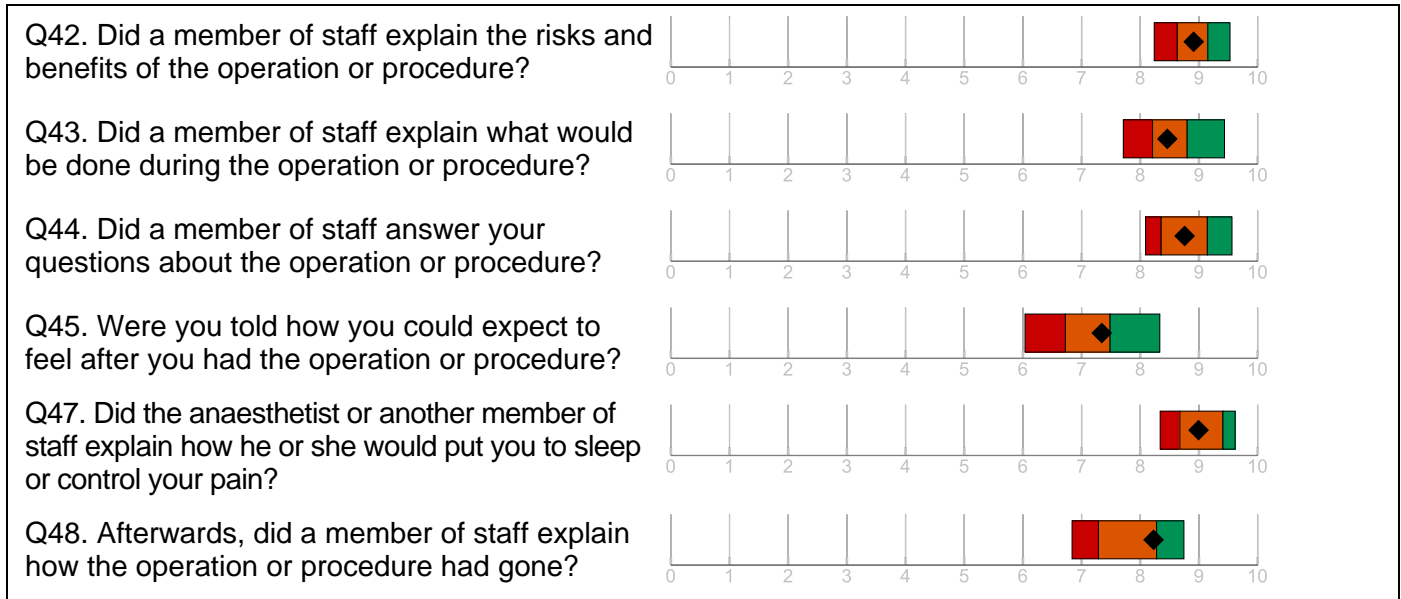 Q42. Did a member of staff explain the risks and
benefits of the operation or procedure?
0 1 2 3 4 5 6 7 8 9 10
Q43. Did a member of staff explain what would
be done during the operation or procedure?
0 1 2 3 4 5 6 7 8 9 10
Q44. Did a member of staff answer your
questions about the operation or procedure?
0 1 2 3 4 5 6 7 8 9 10
Q45. Were you told how you could expect to
feel after you had the operation or procedure?
0 1 2 3 4 5 6 7 8 9 10
Q47. Did the anaesthetist or another member of
staff explain how he or she would put you to sleep
or control your pain?
0 1 2 3 4 5 6 7 8 9 10
Q48. Afterwards, did a member of staff explain
how the operation or procedure had gone?
0 1 2 3 4 5 6 7 8 9 10